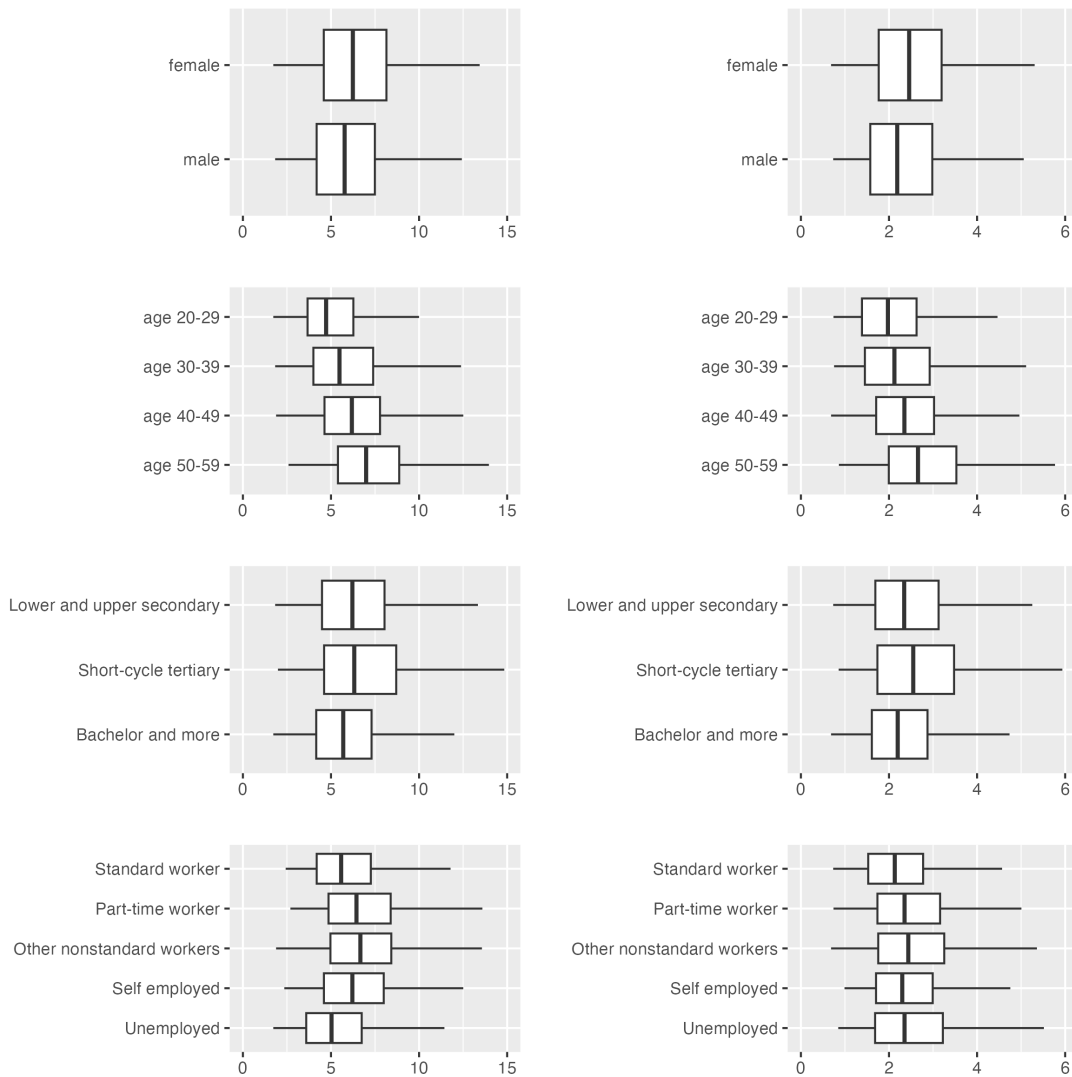 female
male
0 5 10 15
female
male
0 2 4 6
age 20-29
age 30-39
age 40-49
age 50-59
0 5 10 15
age 20-29
age 30-39
age 40-49
age 50-59
0 2 4 6
Lower and upper secondary
Short-cycle tertiary
Bachelor and more
0 5 10 15
Lower and upper secondary
Short-cycle tertiary
Bachelor and more
0 2 4 6
Standard worker
Part-time worker
Other nonstandard workers
Self employed
Unemployed
0 5 10 15
Standard worker
Part-time worker
Other nonstandard workers
Self employed
Unemployed
0 2 4 6